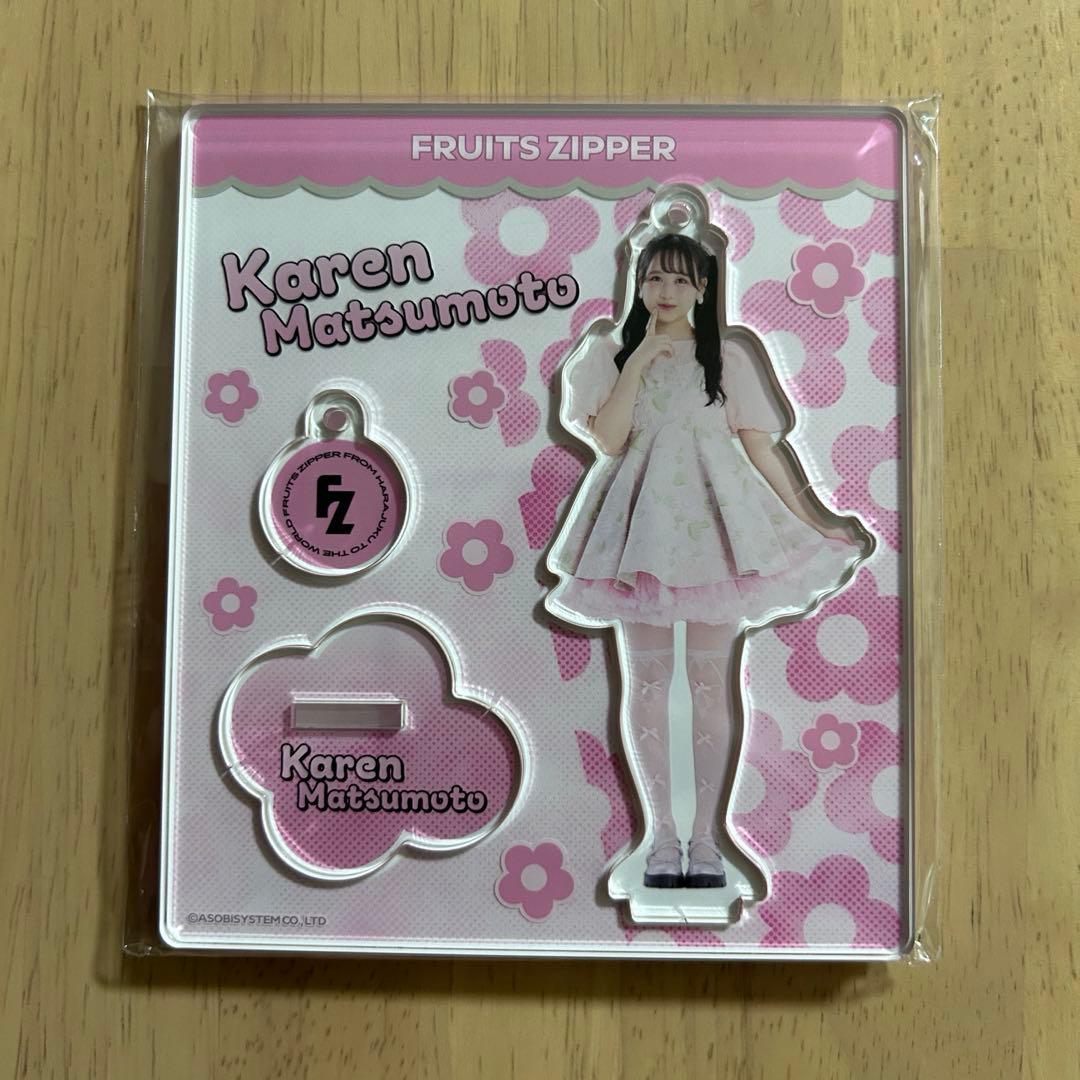 FRUITS ZIPPER
Karen
Matsumoto
FRUITS ZIPPER FROM HARAJUKU TO THE WORLD
FZ
Karen
Matsumoto
©ASOBISYSTEM CO., LTD